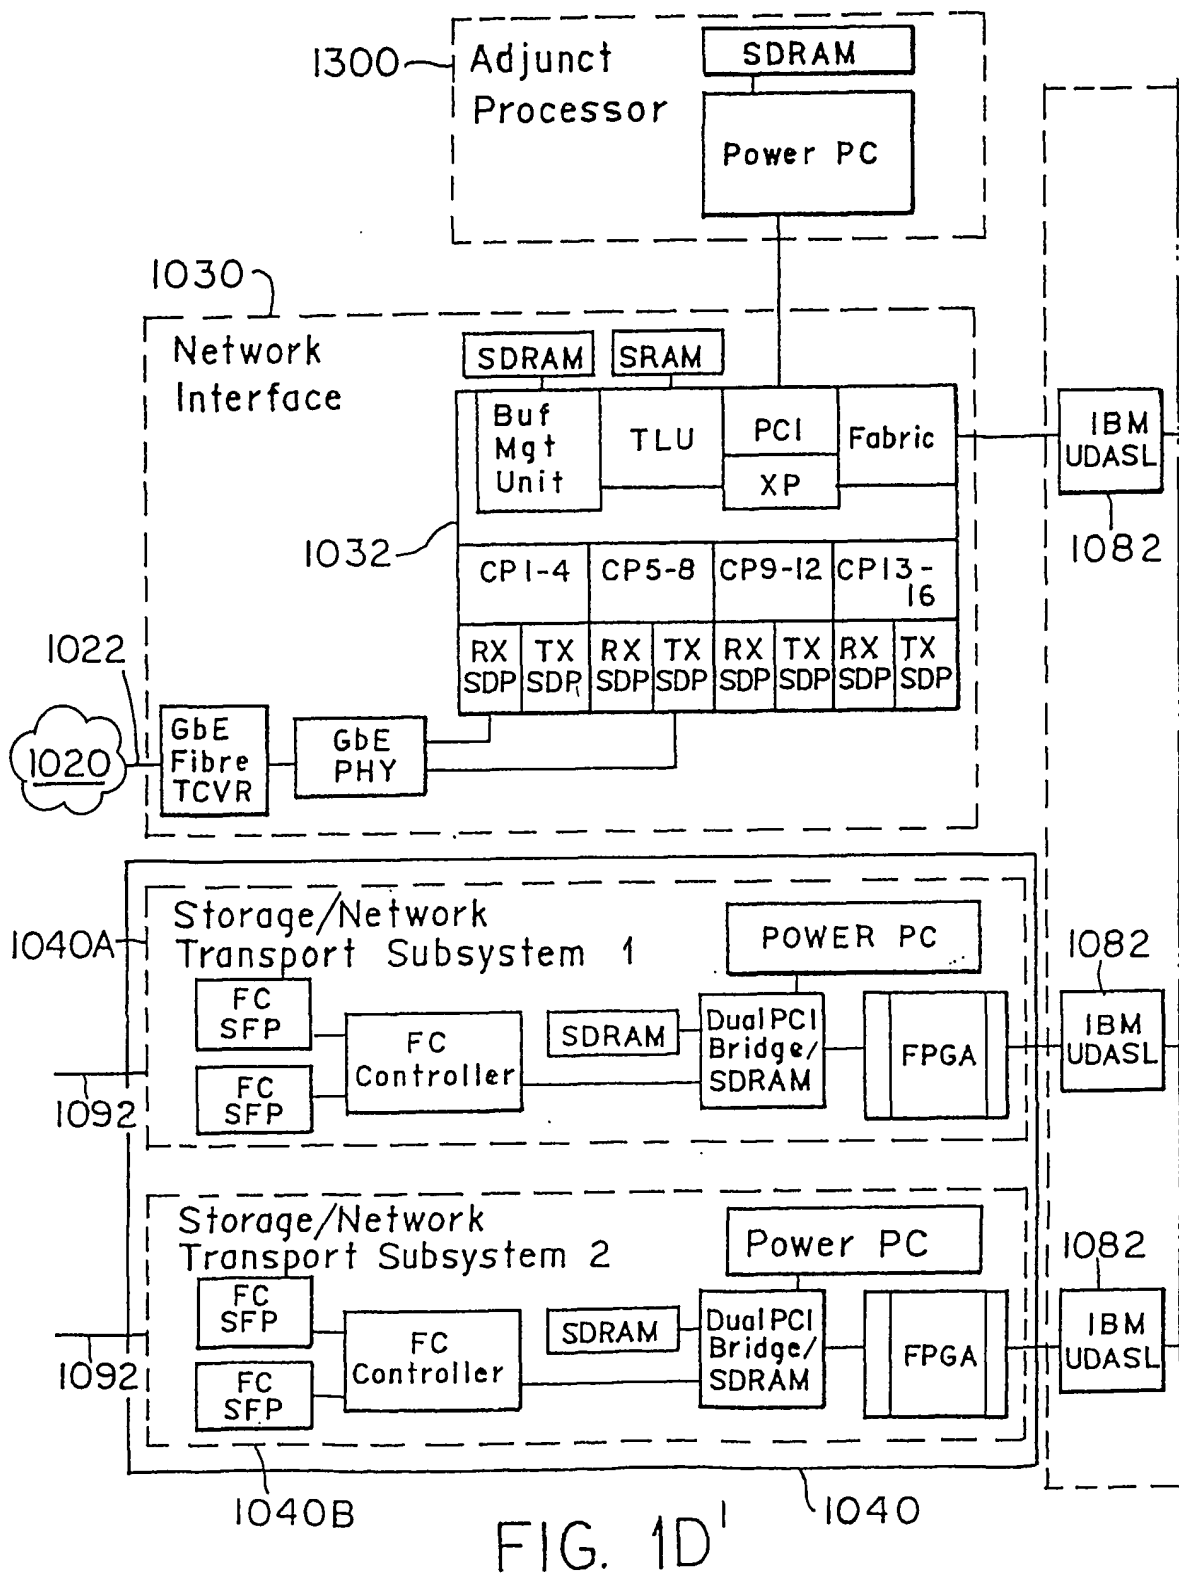 1300
Adjunct
Processor
SDRAM
Power PC
1030
Network
Interface
SDRAM
SRAM
Buf
Mgt
Unit
TLU
PCI
XP
Fabric
IBM
UDASL
1082
1032
CP1-4
CP5-8
CP9-12
CP13-
16
RX
SDP
TX
SDP
RX
SDP
TX
SDP
RX
SDP
TX
SDP
RX
SDP
TX
SDP
1022
1020
GbE
Fibre
TCVR
GbE
PHY
1040A
Storage/Network
Transport Subsystem 1
POWER PC
FC
SFP
FC
SFP
FC
Controller
SDRAM
Dual PCI
Bridge/
SDRAM
FPGA
1082
IBM
UDASL
1092
Storage/Network
Transport Subsystem 2
Power PC
FC
SFP
FC
SFP
FC
Controller
SDRAM
Dual PCI
Bridge/
SDRAM
FPGA
1082
IBM
UDASL
1092
1040B
1040
FIG. 1D'